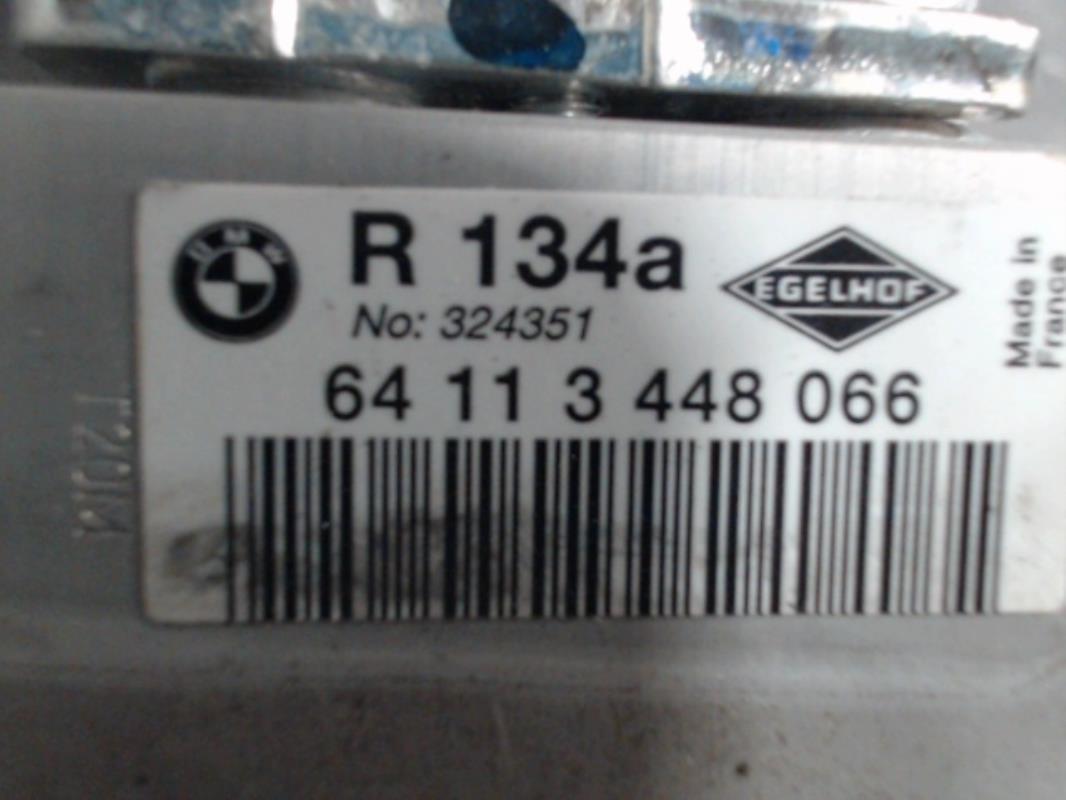 BMW
R 134a
EGELHOF
No: 324351
64 11 3 448 066
Made in
France